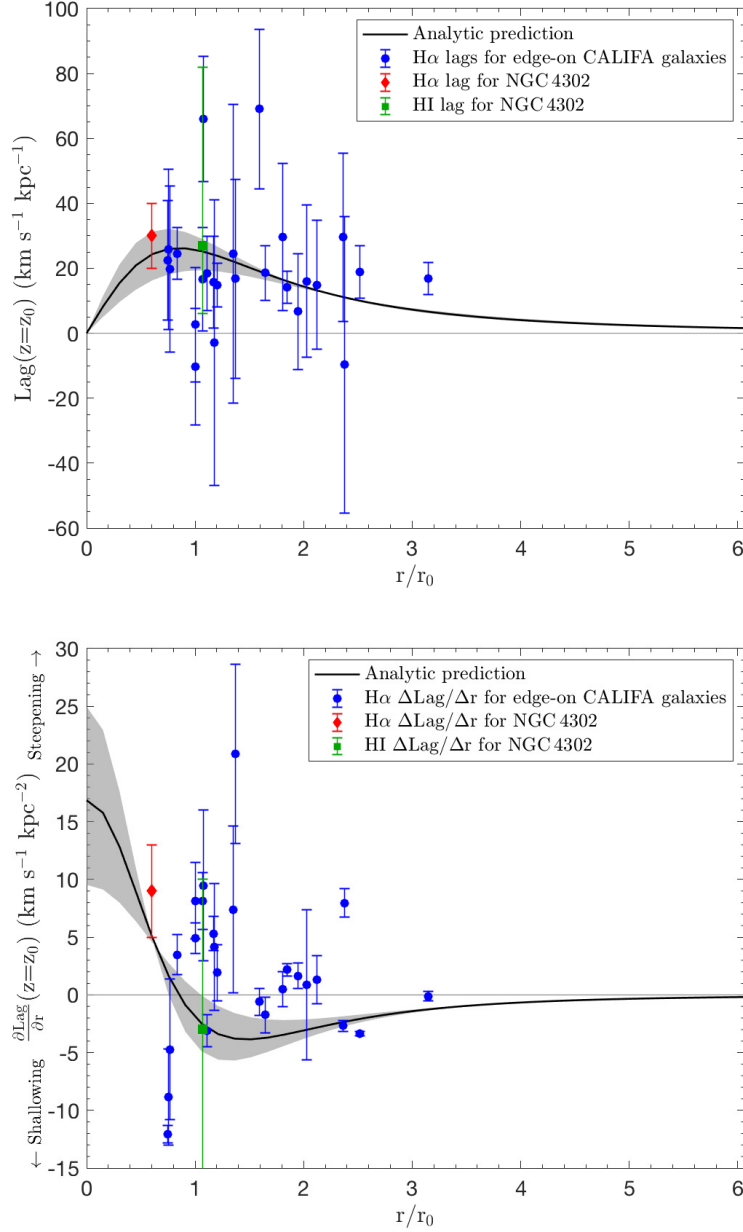 100
80
60
40
20
0
-20
-40
-60
Lag(z=z₀) (km s⁻¹ kpc⁻¹)
Analytic prediction
Hα lags for edge-on CALIFA galaxies
Hα lag for NGC 4302
HI lag for NGC 4302
0 1 2 3 4 5 6
r/r₀
30
25
20
15
10
5
0
-5
-10
-15
← Shallowing ∂Lag/∂r(z=z₀) (km s⁻¹ kpc⁻²) Steepening →
Analytic prediction
Hα ΔLag/Δr for edge-on CALIFA galaxies
Hα ΔLag/Δr for NGC 4302
HI ΔLag/Δr for NGC 4302
0 1 2 3 4 5 6
r/r₀